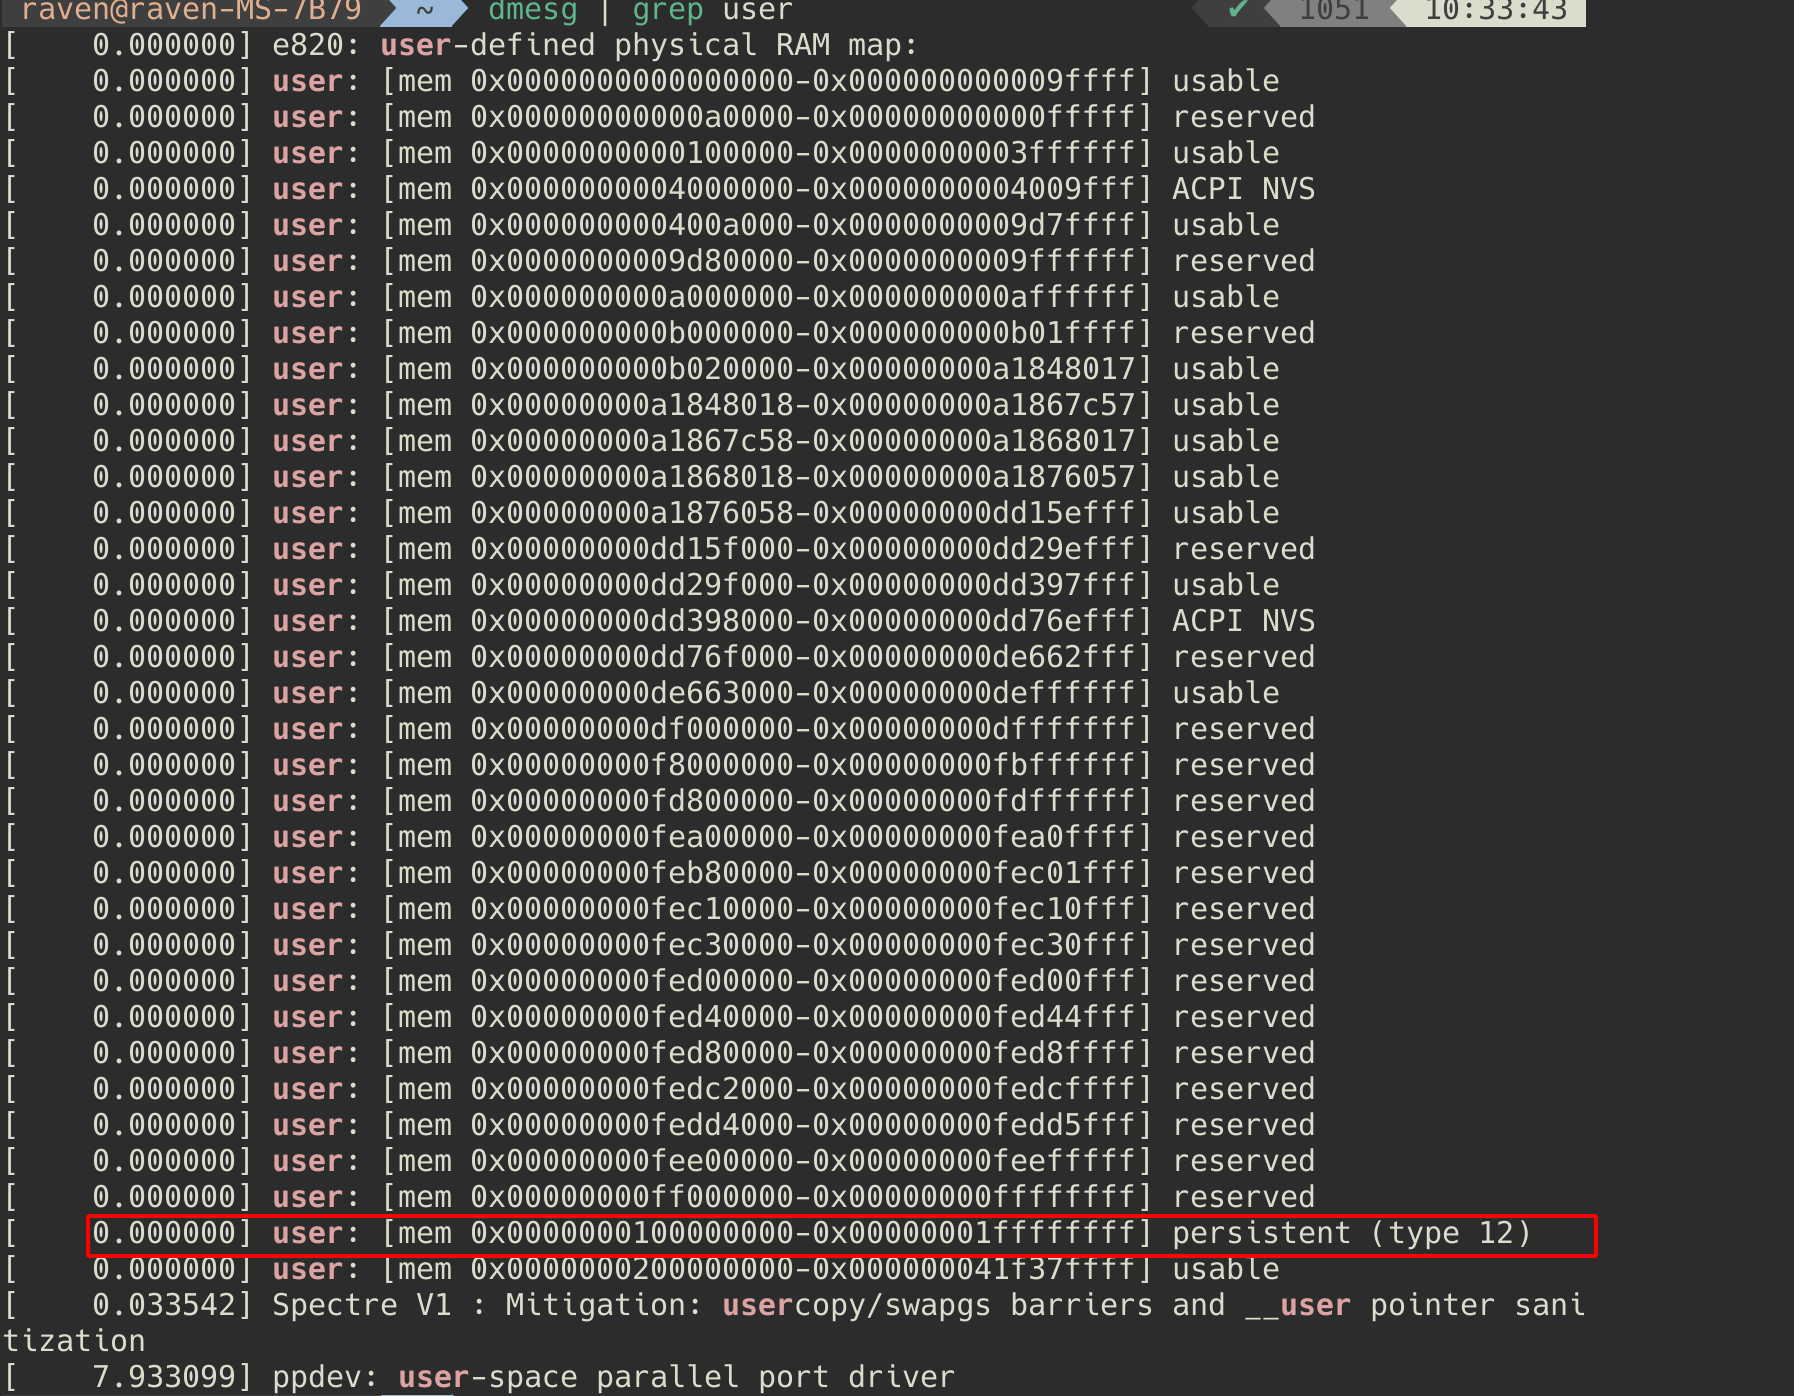 raven@raven-MS-7B79 ~ dmesg | grep user ✔ 1051 10:33:43
[    0.000000] e820: user-defined physical RAM map:
[    0.000000] user: [mem 0x0000000000000000-0x000000000009ffff] usable
[    0.000000] user: [mem 0x00000000000a0000-0x00000000000fffff] reserved
[    0.000000] user: [mem 0x0000000000100000-0x0000000003ffffff] usable
[    0.000000] user: [mem 0x0000000004000000-0x0000000004009fff] ACPI NVS
[    0.000000] user: [mem 0x000000000400a000-0x0000000009d7ffff] usable
[    0.000000] user: [mem 0x0000000009d80000-0x0000000009ffffff] reserved
[    0.000000] user: [mem 0x000000000a000000-0x000000000affffff] usable
[    0.000000] user: [mem 0x000000000b000000-0x000000000b01ffff] reserved
[    0.000000] user: [mem 0x000000000b020000-0x00000000a1848017] usable
[    0.000000] user: [mem 0x00000000a1848018-0x00000000a1867c57] usable
[    0.000000] user: [mem 0x00000000a1867c58-0x00000000a1868017] usable
[    0.000000] user: [mem 0x00000000a1868018-0x00000000a1876057] usable
[    0.000000] user: [mem 0x00000000a1876058-0x00000000dd15efff] usable
[    0.000000] user: [mem 0x00000000dd15f000-0x00000000dd29efff] reserved
[    0.000000] user: [mem 0x00000000dd29f000-0x00000000dd397fff] usable
[    0.000000] user: [mem 0x00000000dd398000-0x00000000dd76efff] ACPI NVS
[    0.000000] user: [mem 0x00000000dd76f000-0x00000000de662fff] reserved
[    0.000000] user: [mem 0x00000000de663000-0x00000000deffffff] usable
[    0.000000] user: [mem 0x00000000df000000-0x00000000dfffffff] reserved
[    0.000000] user: [mem 0x00000000f8000000-0x00000000fbffffff] reserved
[    0.000000] user: [mem 0x00000000fd800000-0x00000000fdffffff] reserved
[    0.000000] user: [mem 0x00000000fea00000-0x00000000fea0ffff] reserved
[    0.000000] user: [mem 0x00000000feb80000-0x00000000fec01fff] reserved
[    0.000000] user: [mem 0x00000000fec10000-0x00000000fec10fff] reserved
[    0.000000] user: [mem 0x00000000fec30000-0x00000000fec30fff] reserved
[    0.000000] user: [mem 0x00000000fed00000-0x00000000fed00fff] reserved
[    0.000000] user: [mem 0x00000000fed40000-0x00000000fed44fff] reserved
[    0.000000] user: [mem 0x00000000fed80000-0x00000000fed8ffff] reserved
[    0.000000] user: [mem 0x00000000fedc2000-0x00000000fedcffff] reserved
[    0.000000] user: [mem 0x00000000fedd4000-0x00000000fedd5fff] reserved
[    0.000000] user: [mem 0x00000000fee00000-0x00000000feefffff] reserved
[    0.000000] user: [mem 0x00000000ff000000-0x00000000ffffffff] reserved
[    0.000000] user: [mem 0x0000000100000000-0x00000001ffffffff] persistent (type 12)
[    0.000000] user: [mem 0x0000000200000000-0x000000041f37ffff] usable
[    0.033542] Spectre V1 : Mitigation: usercopy/swapgs barriers and __user pointer sani
tization
[    7.933099] ppdev: user-space parallel port driver